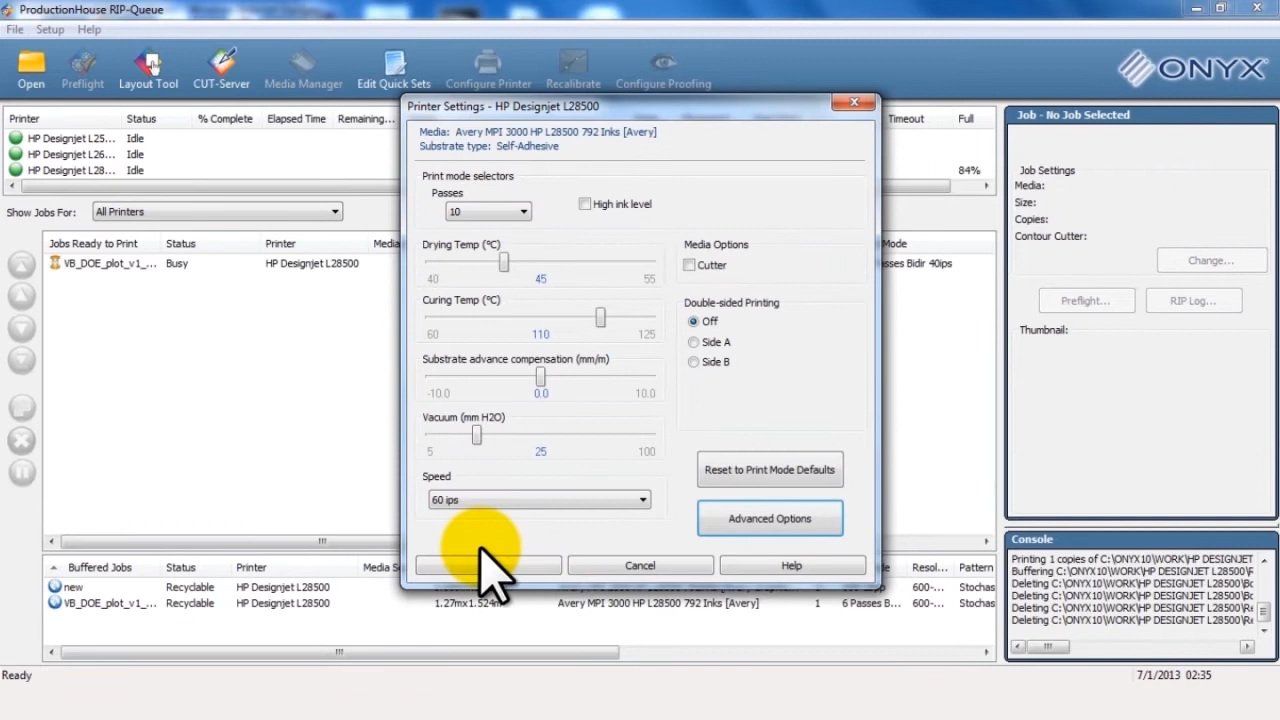 ProductionHouse RIP-Queue
File Setup Help
Open Preflight Layout Tool CUT-Server Media Manager Edit Quick Sets Configure Printer Recalibrate Configure Proofing
ONYX
Printer Status % Complete Elapsed Time Remaining... Timeout Full
HP Designjet L25... Idle
HP Designjet L26... Idle
HP Designjet L28... Idle 84%
Show Jobs For: All Printers
Jobs Ready to Print Status Printer Media Mode
VB_DOE_plot_v1_... Busy HP Designjet L28500 Bidir 40ips
Printer Settings - HP Designjet L28500
Media: Avery MPI 3000 HP L28500 792 Inks [Avery]
Substrate type: Self-Adhesive
Print mode selectors
Passes
10
High ink level
Drying Temp (°C)
40 45 55
Curing Temp (°C)
60 110 125
Substrate advance compensation (mm/m)
-10.0 0.0 10.0
Vacuum (mm H2O)
5 25 100
Speed
60 ips
Media Options
Cutter
Double-sided Printing
Off
Side A
Side B
Reset to Print Mode Defaults
Advanced Options
Cancel Help
Job - No Job Selected
Job Settings
Media:
Size:
Copies:
Contour Cutter:
Change...
Preflight... RIP Log...
Thumbnail:
Buffered Jobs Status Printer Resol... Pattern
new Recyclable HP Designjet L28500 600-... Stochas
VB_DOE_plot_v1_... Recyclable HP Designjet L28500 1.27mx1.524m Avery MPI 3000 HP L28500 792 Inks [Avery] 1 6 Passes B... 600-... Stochas
Console
Printing 1 copies of C:\ONYX10\WORK\HP DESIGNJET
Buffering C:\ONYX10\WORK\HP DESIGNJET L28500\F
Deleting C:\ONYX10\WORK\HP DESIGNJET L28500\Bc
Deleting C:\ONYX10\WORK\HP DESIGNJET L28500\Re
Deleting C:\ONYX10\WORK\HP DESIGNJET L28500\Bc
Deleting C:\ONYX10\WORK\HP DESIGNJET L28500\Re
Ready 7/1/2013 02:35